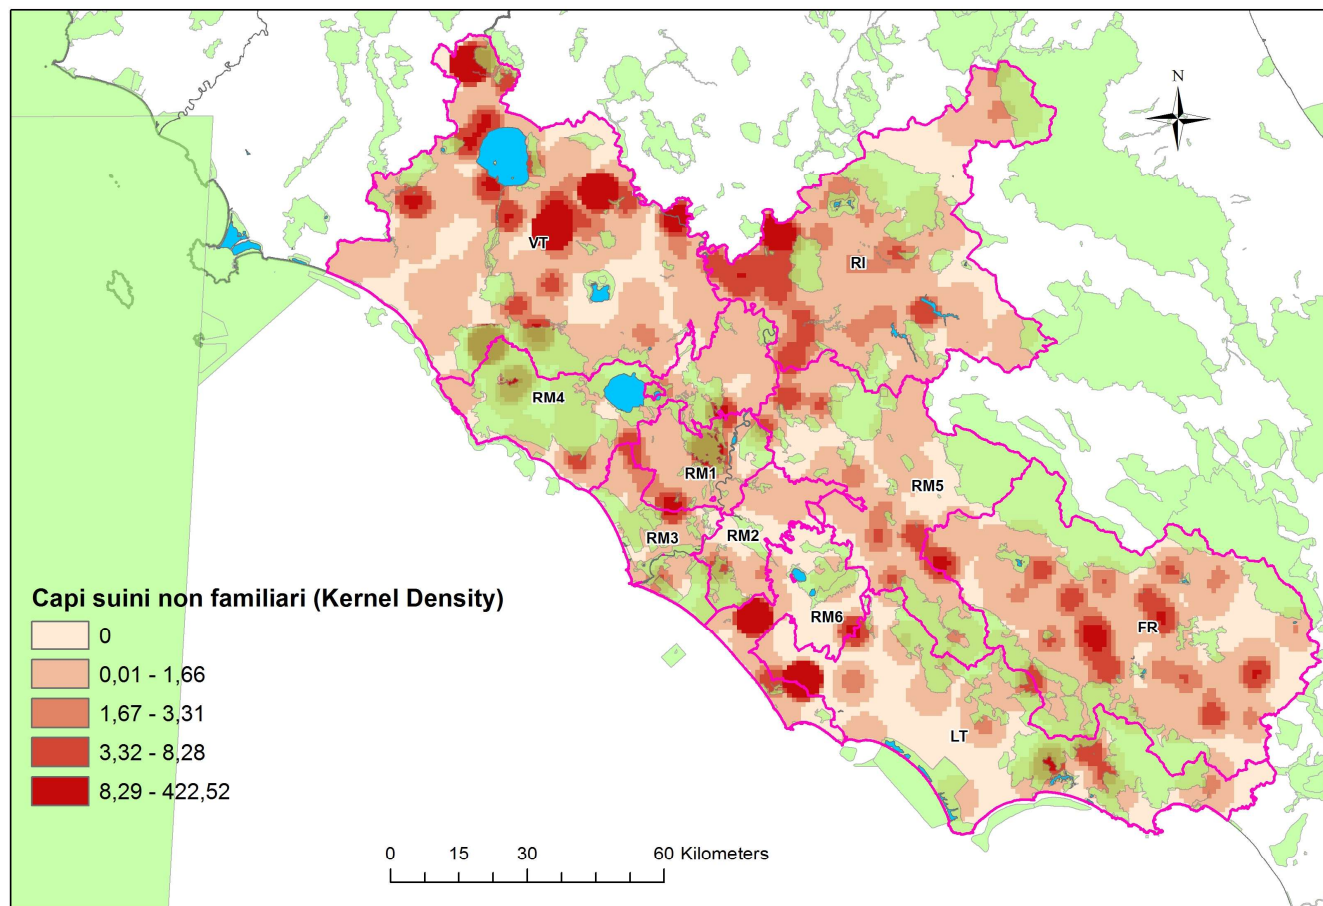 N
VT
RI
RM4
RM1
RM5
RM2
RM3
RM6
FR
LT
Capi suini non familiari (Kernel Density)
0
0,01 - 1,66
1,67 - 3,31
3,32 - 8,28
8,29 - 422,52
0 15 30 60 Kilometers